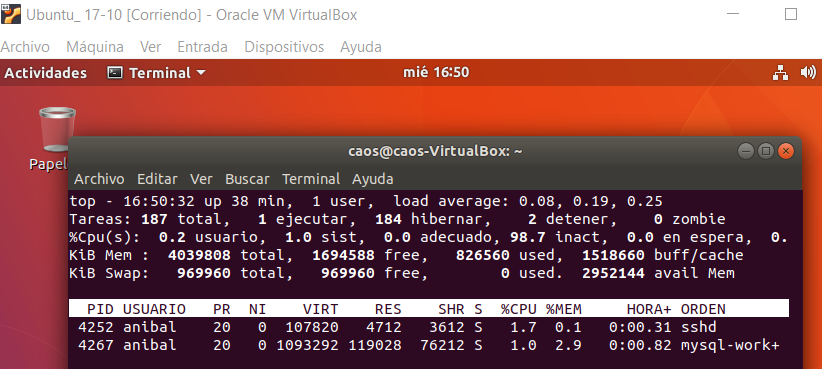 Ubuntu_ 17-10 [Corriendo] - Oracle VM VirtualBox
Archivo Máquina Ver Entrada Dispositivos Ayuda
Actividades Terminal mié 16:50
Papel
caos@caos-VirtualBox: ~
Archivo Editar Ver Buscar Terminal Ayuda
top - 16:50:32 up 38 min, 1 user, load average: 0.08, 0.19, 0.25
Tareas: 187 total, 1 ejecutar, 184 hibernar, 2 detener, 0 zombie
%Cpu(s): 0.2 usuario, 1.0 sist, 0.0 adecuado, 98.7 inact, 0.0 en espera, 0.
KiB Mem : 4039808 total, 1694588 free, 826560 used, 1518660 buff/cache
KiB Swap: 969960 total, 969960 free, 0 used. 2952144 avail Mem
PID USUARIO PR NI VIRT RES SHR S %CPU %MEM HORA+ ORDEN
4252 anibal 20 0 107820 4712 3612 S 1.7 0.1 0:00.31 sshd
4267 anibal 20 0 1093292 119028 76212 S 1.0 2.9 0:00.82 mysql-work+